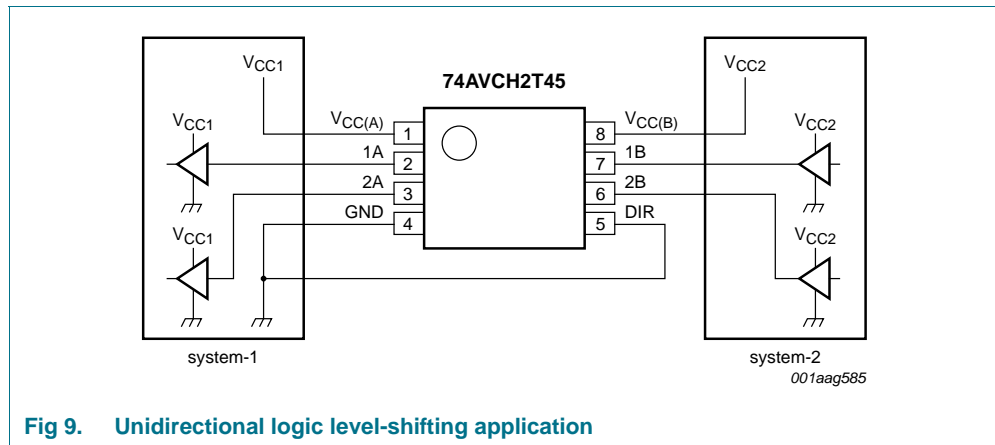 VCC1
74AVCH2T45
VCC2
VCC1
VCC(A)
1
8
VCC(B)
VCC2
1A
2
7
1B
2A
3
6
2B
GND
4
5
DIR
VCC1
VCC2
system-1
system-2
001aag585
Fig 9. Unidirectional logic level-shifting application